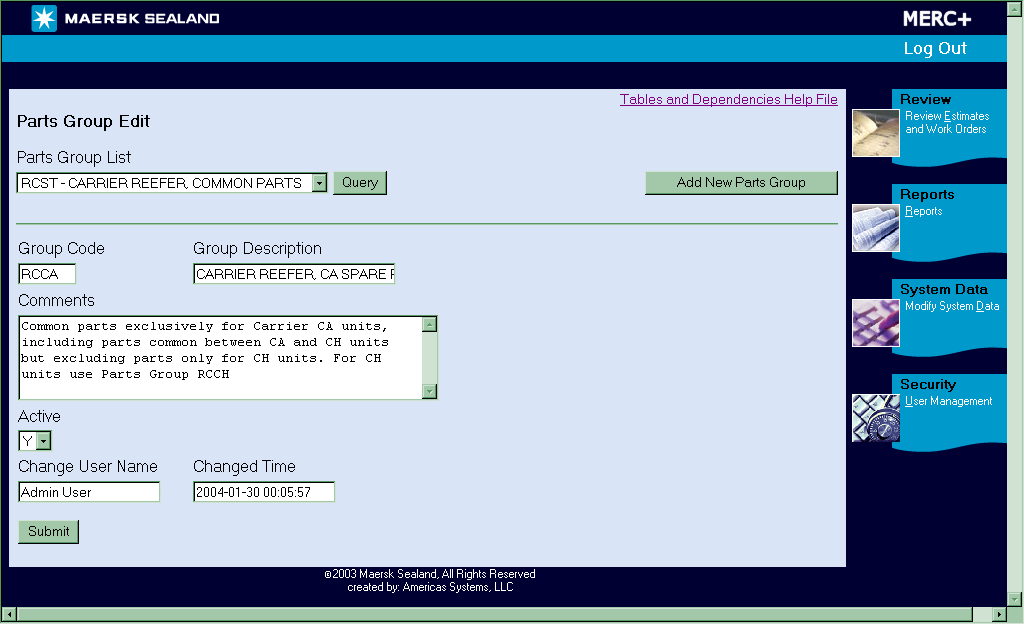 MAERSK SEALAND
MERC+
Log Out
Tables and Dependencies Help File
Parts Group Edit
Parts Group List
RCST - CARRIER REEFER, COMMON PARTS
Query
Add New Parts Group
Group Code
Group Description
RCCA
CARRIER REEFER, CA SPARE
Comments
Common parts exclusively for Carrier CA units,
including parts common between CA and CH units
but excluding parts only for CH units. For CH
units use Parts Group RCCH
Active
Y
Change User Name
Changed Time
Admin User
2004-01-30 00:05:57
Submit
Review
Review Estimates
and Work Orders
Reports
Reports
System Data
Modify System Data
Security
User Management
©2003 Maersk Sealand, All Rights Reserved
created by: Americas Systems, LLC